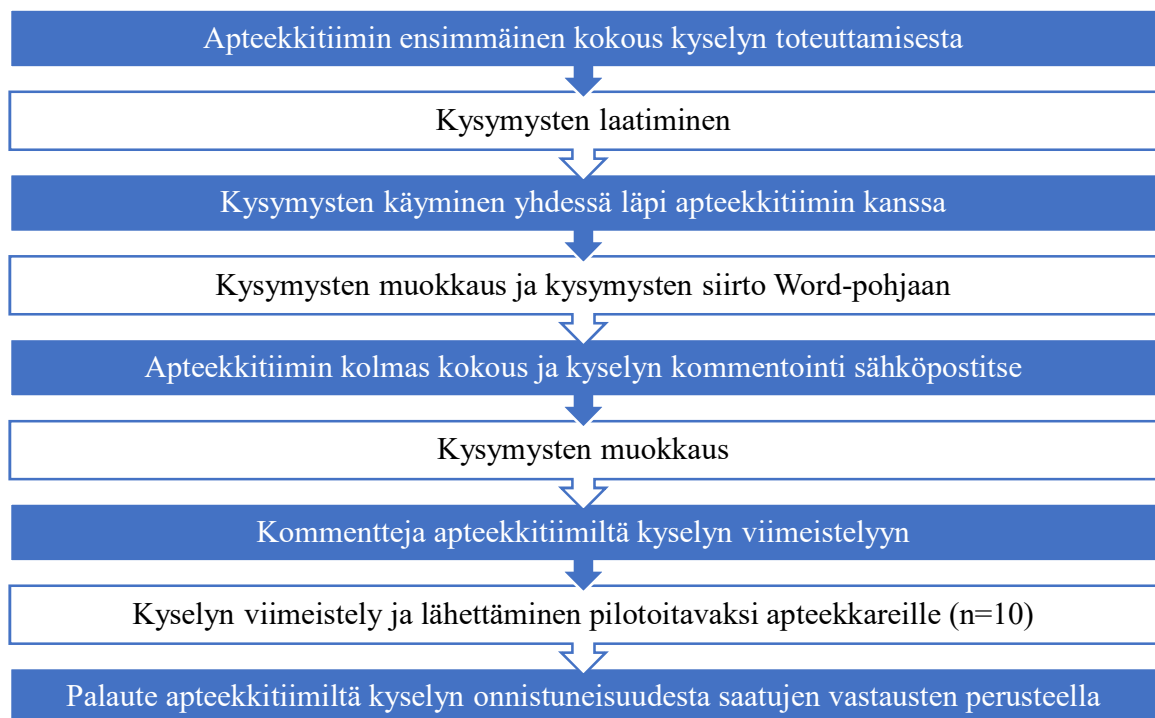 Apteekkitiimin ensimmäinen kokous kyselyn toteuttamisesta
Kysymysten laatiminen
Kysymysten käyminen yhdessä läpi apteekkitiimin kanssa
Kysymysten muokkaus ja kysymysten siirto Word-pohjaan
Apteekkitiimin kolmas kokous ja kyselyn kommentointi sähköpostitse
Kysymysten muokkaus
Kommentteja apteekkitiimiltä kyselyn viimeistelyyn
Kyselyn viimeistely ja lähettäminen pilotoitavaksi apteekkareille (n=10)
Palaute apteekkitiimiltä kyselyn onnistuneisuudesta saatujen vastausten perusteella